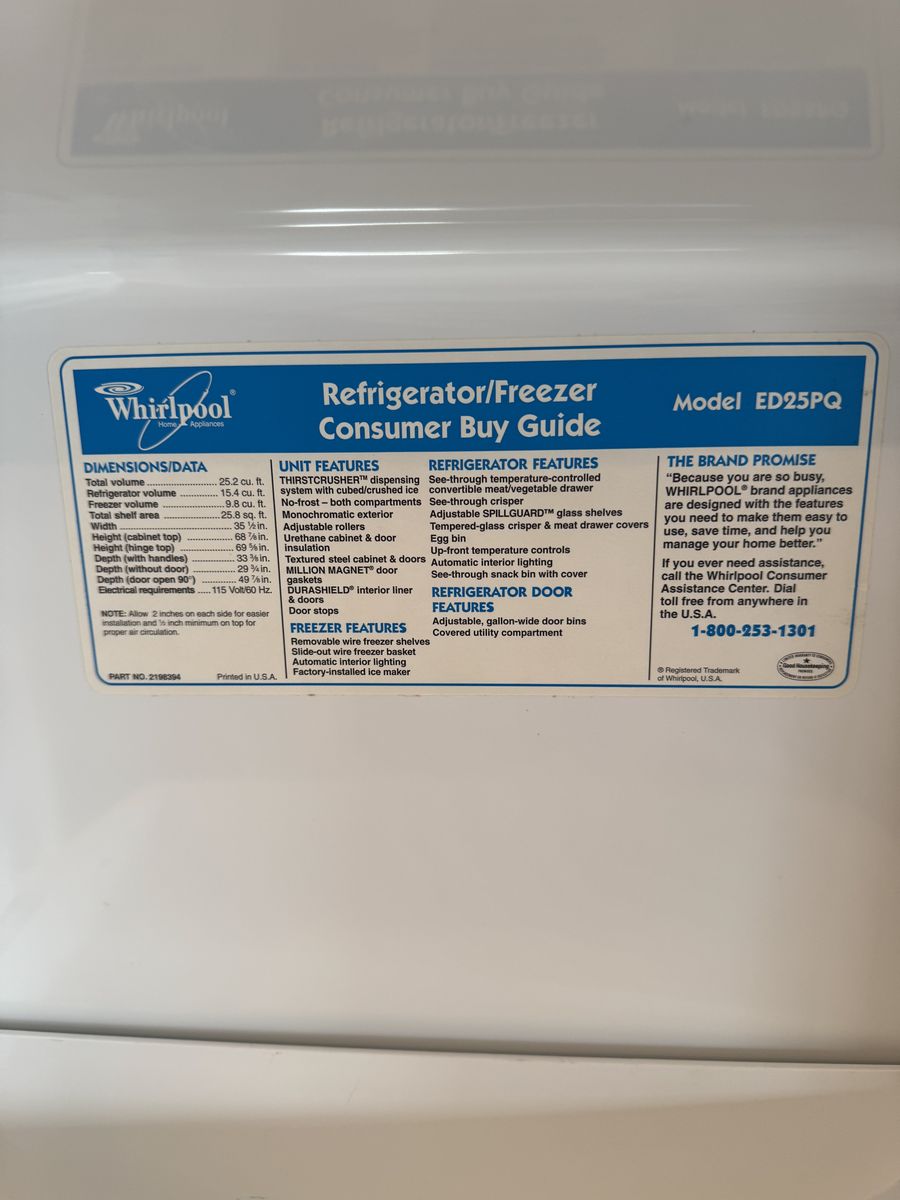 Whirlpool®
Home Appliances
Refrigerator/Freezer
Consumer Buy Guide
Model ED25PQ
DIMENSIONS/DATA
Total volume ................... 25.2 cu. ft.
Refrigerator volume ............ 15.4 cu. ft.
Freezer volume ................. 9.8 cu. ft.
Total shelf area ............... 25.8 sq. ft.
Width .......................... 35 ½ in.
Height (cabinet top) ........... 68 ⅞ in.
Height (hinge top) ............. 69 ⅝ in.
Depth (with handles) ........... 33 ⅜ in.
Depth (without door) ........... 29 ¾ in.
Depth (door open 90°) .......... 49 ⅞ in.
Electrical requirements ..... 115 Volt/60 Hz.
NOTE: Allow 2 inches on each side for easier
installation and ½ inch minimum on top for
proper air circulation.
PART NO. 2198394
Printed in U.S.A.
UNIT FEATURES
THIRSTCRUSHER™ dispensing
system with cubed/crushed ice
No-frost – both compartments
Monochromatic exterior
Adjustable rollers
Urethane cabinet & door
insulation
Textured steel cabinet & doors
MILLION MAGNET® door
gaskets
DURASHIELD® interior liner
& doors
Door stops
FREEZER FEATURES
Removable wire freezer shelves
Slide-out wire freezer basket
Automatic interior lighting
Factory-installed ice maker
REFRIGERATOR FEATURES
See-through temperature-controlled
convertible meat/vegetable drawer
See-through crisper
Adjustable SPILLGUARD™ glass shelves
Tempered-glass crisper & meat drawer covers
Egg bin
Up-front temperature controls
Automatic interior lighting
See-through snack bin with cover
REFRIGERATOR DOOR
FEATURES
Adjustable, gallon-wide door bins
Covered utility compartment
THE BRAND PROMISE
“Because you are so busy,
WHIRLPOOL® brand appliances
are designed with the features
you need to make them easy to
use, save time, and help you
manage your home better.”
If you ever need assistance,
call the Whirlpool Consumer
Assistance Center. Dial
toll free from anywhere in
the U.S.A.
1-800-253-1301
® Registered Trademark
of Whirlpool, U.S.A.
Good Housekeeping